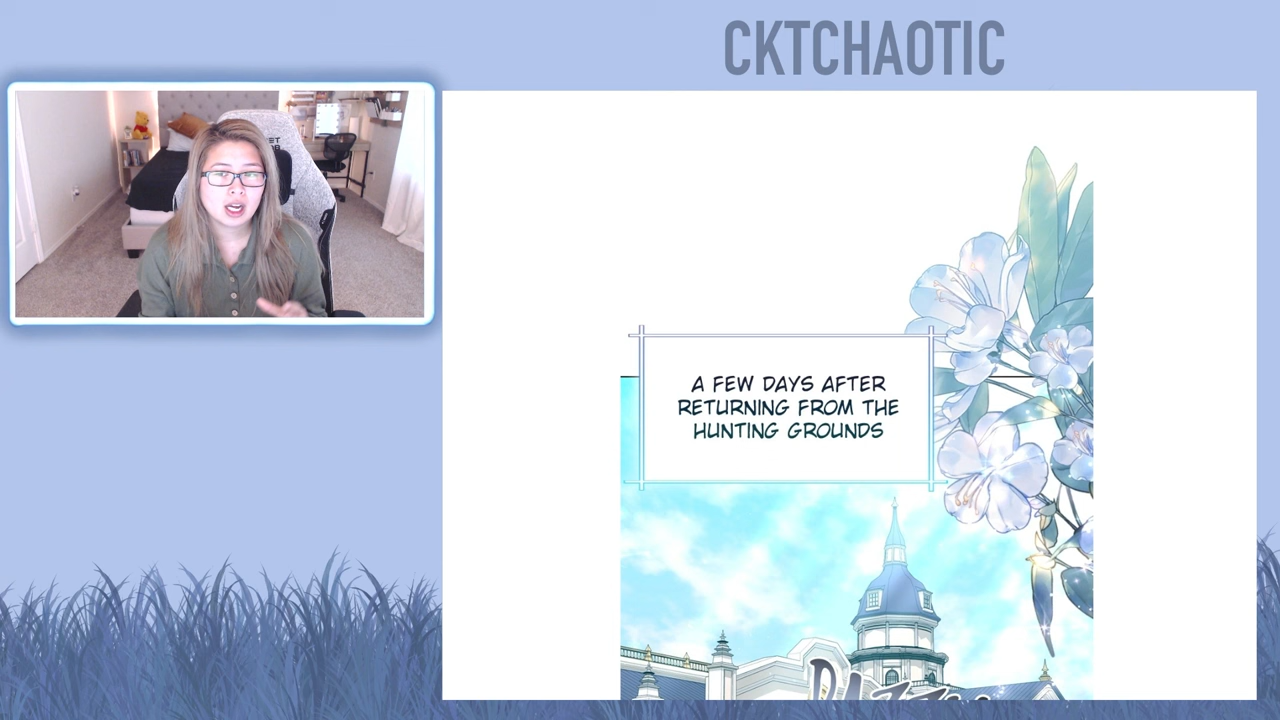 CKTCHAOTIC
A FEW DAYS AFTER
RETURNING FROM THE
HUNTING GROUNDS